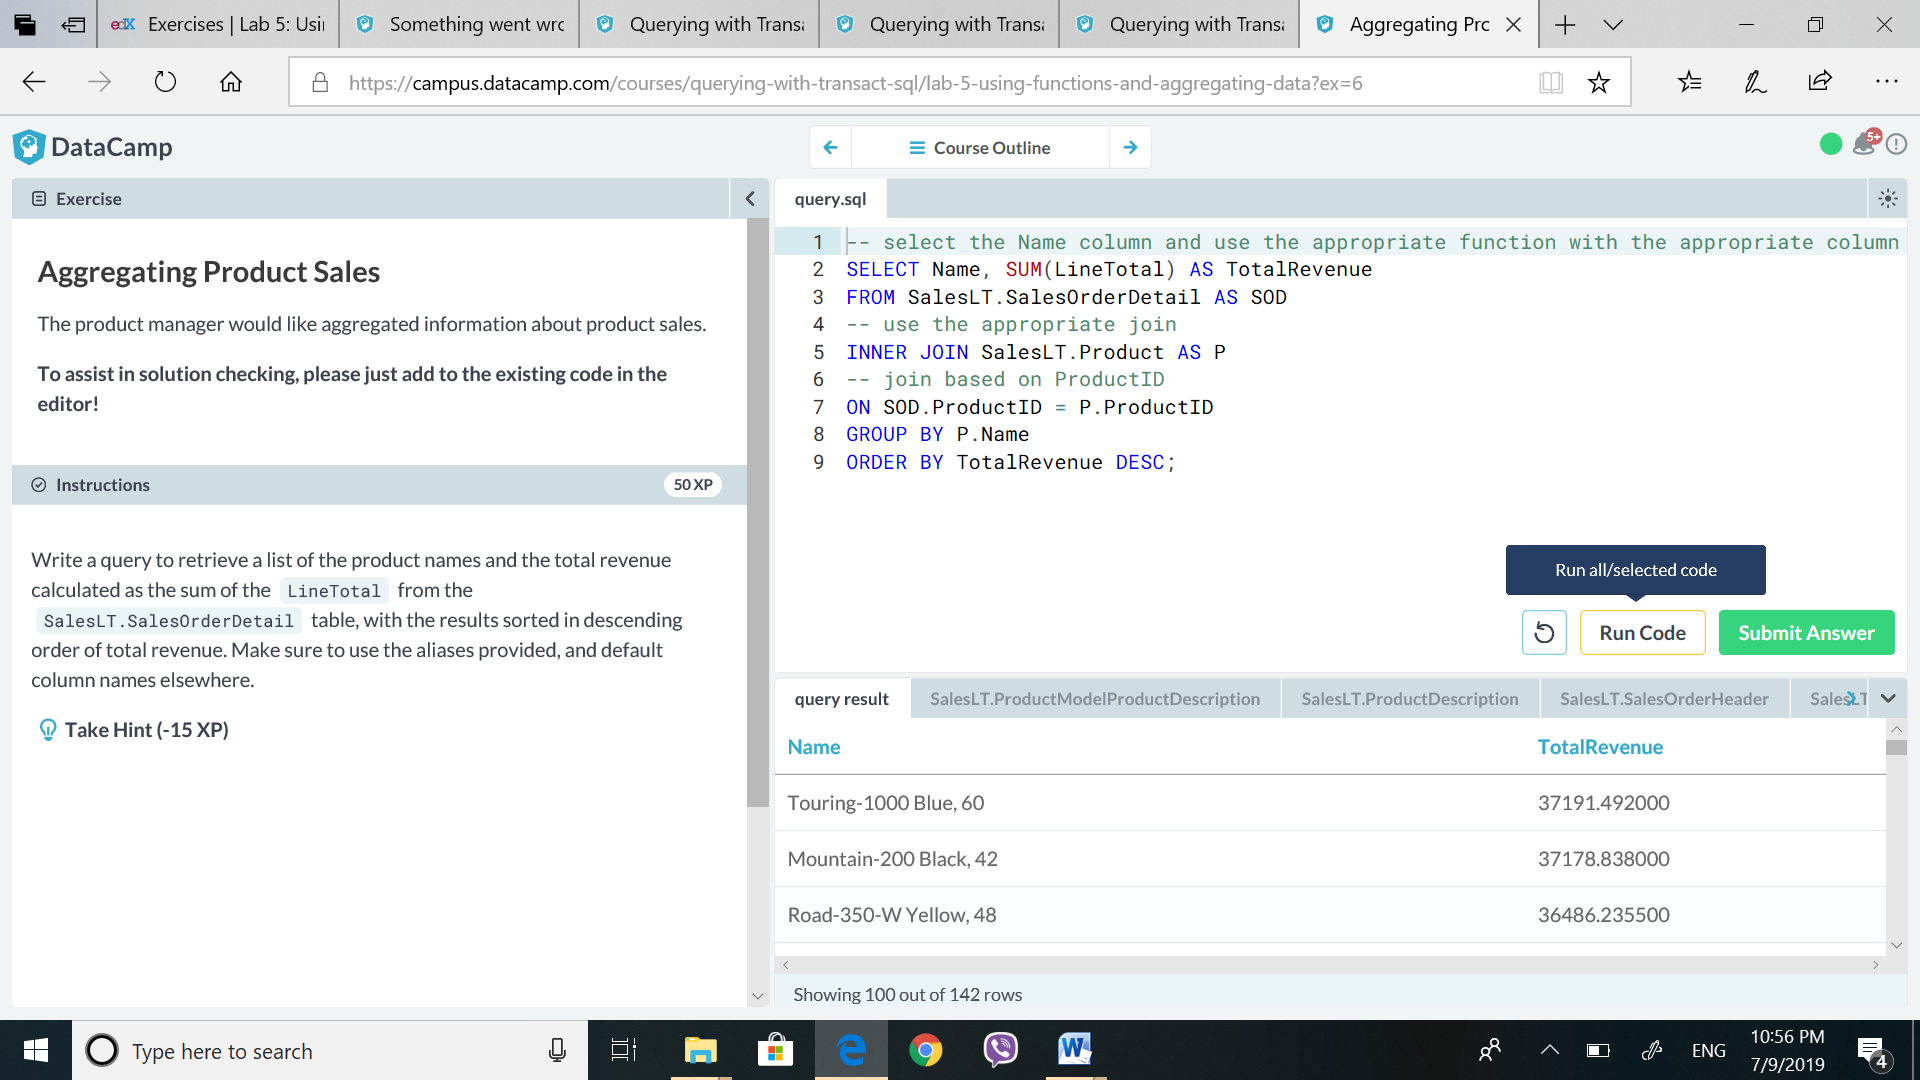 edX Exercises | Lab 5: Usi
Something went wro
Querying with Transa
Querying with Transa
Querying with Transa
Aggregating Prc
https://campus.datacamp.com/courses/querying-with-transact-sql/lab-5-using-functions-and-aggregating-data?ex=6
DataCamp
Course Outline
5+
Exercise
query.sql
Aggregating Product Sales
The product manager would like aggregated information about product sales.
To assist in solution checking, please just add to the existing code in the
editor!
Instructions
50 XP
Write a query to retrieve a list of the product names and the total revenue
calculated as the sum of the LineTotal from the
SalesLT.SalesOrderDetail table, with the results sorted in descending
order of total revenue. Make sure to use the aliases provided, and default
column names elsewhere.
Take Hint (-15 XP)
1 -- select the Name column and use the appropriate function with the appropriate column
2 SELECT Name, SUM(LineTotal) AS TotalRevenue
3 FROM SalesLT.SalesOrderDetail AS SOD
4 -- use the appropriate join
5 INNER JOIN SalesLT.Product AS P
6 -- join based on ProductID
7 ON SOD.ProductID = P.ProductID
8 GROUP BY P.Name
9 ORDER BY TotalRevenue DESC;
Run all/selected code
Run Code
Submit Answer
query result
SalesLT.ProductModelProductDescription
SalesLT.ProductDescription
SalesLT.SalesOrderHeader
SalesLT
Name TotalRevenue
Touring-1000 Blue, 60 37191.492000
Mountain-200 Black, 42 37178.838000
Road-350-W Yellow, 48 36486.235500
Showing 100 out of 142 rows
Type here to search
ENG
10:56 PM
7/9/2019
4